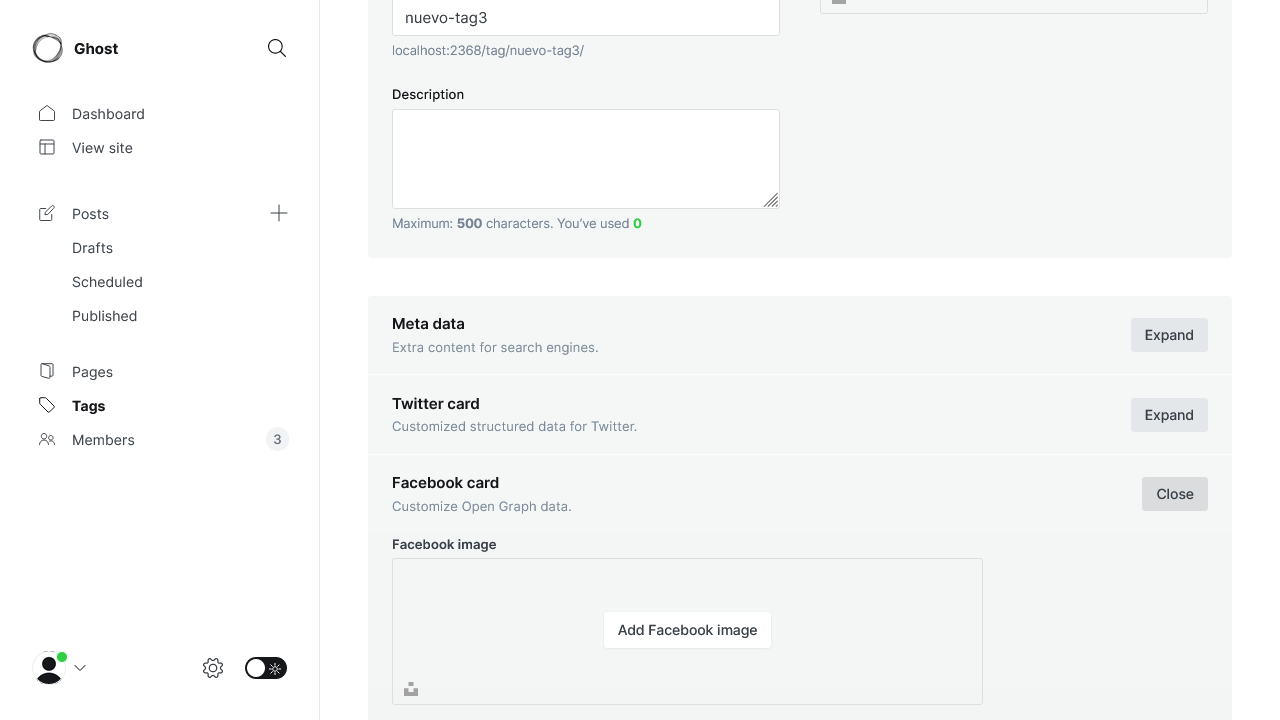 Ghost
Dashboard
View site
Posts
Drafts
Scheduled
Published
Pages
Tags
Members
3
nuevo-tag3
localhost:2368/tag/nuevo-tag3/
Description
Maximum: 500 characters. You’ve used 0
Meta data
Extra content for search engines.
Expand
Twitter card
Customized structured data for Twitter.
Expand
Facebook card
Customize Open Graph data.
Close
Facebook image
Add Facebook image